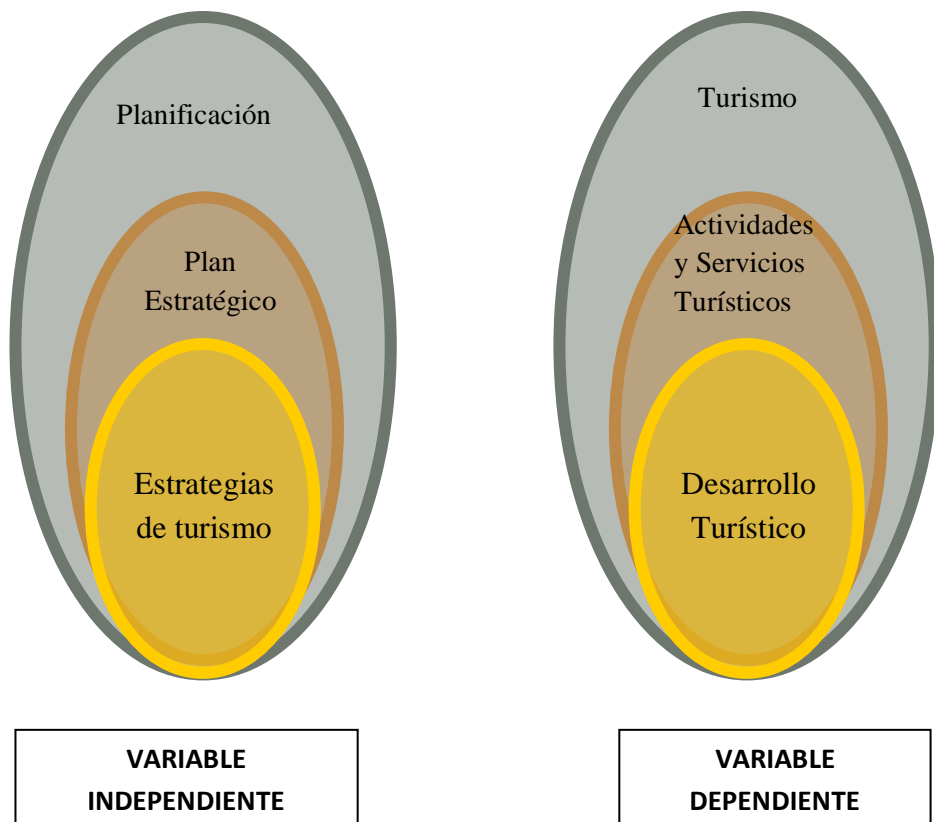 Planificación
Plan
Estratégico
Estrategias
de turismo
VARIABLE
INDEPENDIENTE
Turismo
Actividades
y Servicios
Turísticos
Desarrollo
Turístico
VARIABLE
DEPENDIENTE